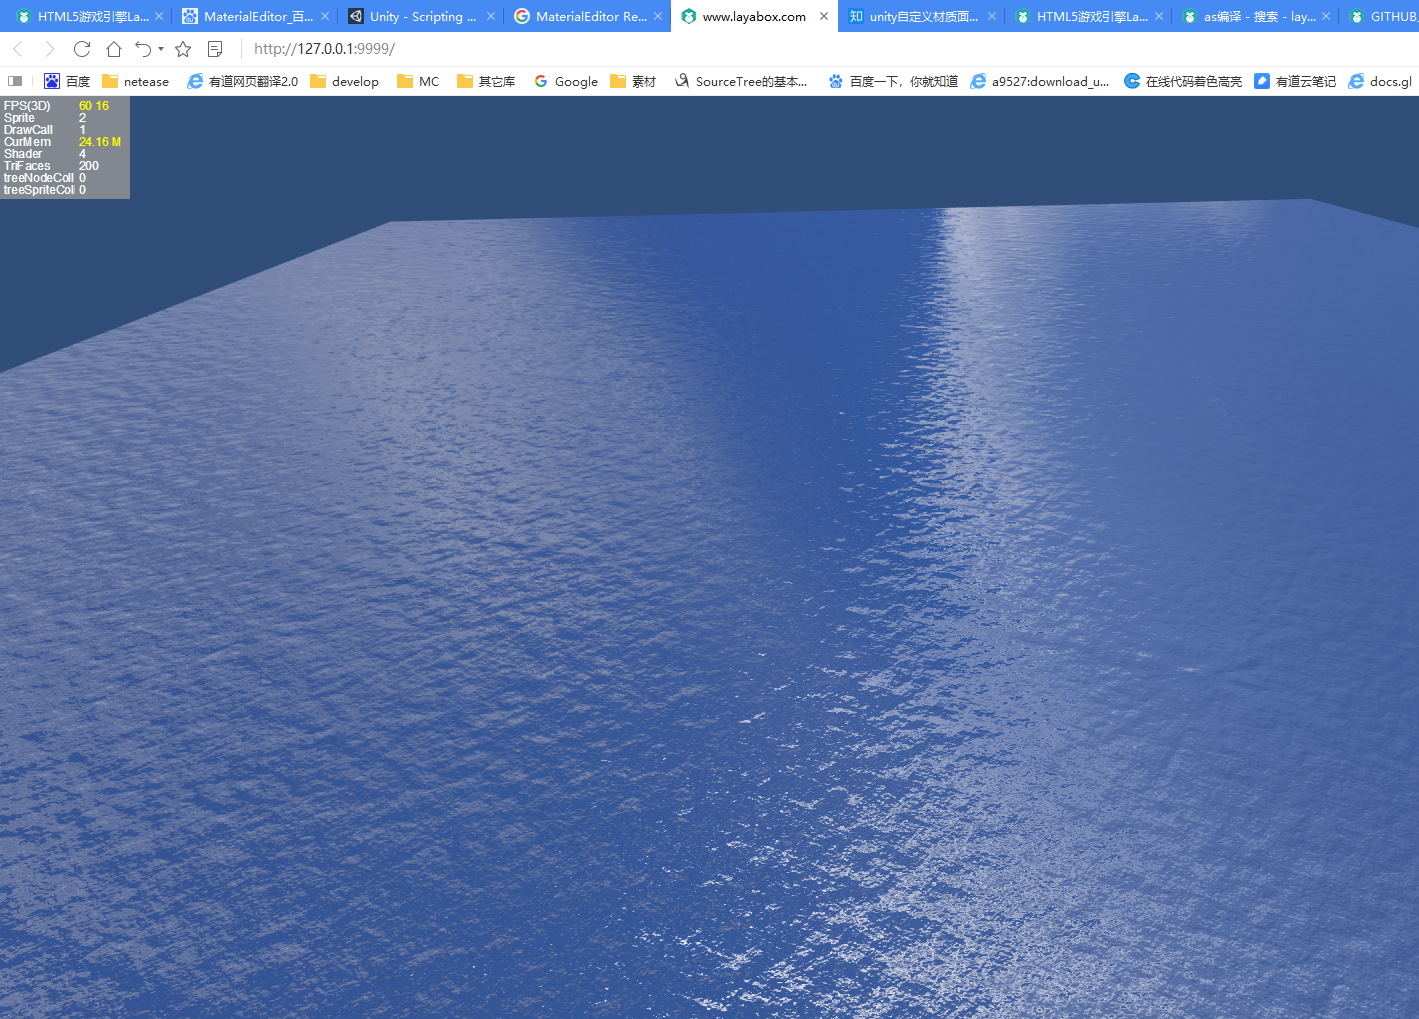 HTML5游戏引擎La...
MaterialEditor_百...
Unity - Scripting ...
MaterialEditor Re...
www.layabox.com
unity自定义材质面...
HTML5游戏引擎La...
as编译 - 搜索 - lay...
GITHUB
http://127.0.0.1:9999/
百度 netease 有道网页翻译2.0 develop MC 其它库 Google 素材 SourceTree的基本... 百度一下，你就知道 a9527:download_u... 在线代码着色高亮 有道云笔记 docs.gl
FPS(3D) 60 16
Sprite 2
DrawCall 1
CurMem 24.16 M
Shader 4
TriFaces 200
treeNodeColl 0
treeSpriteColl 0